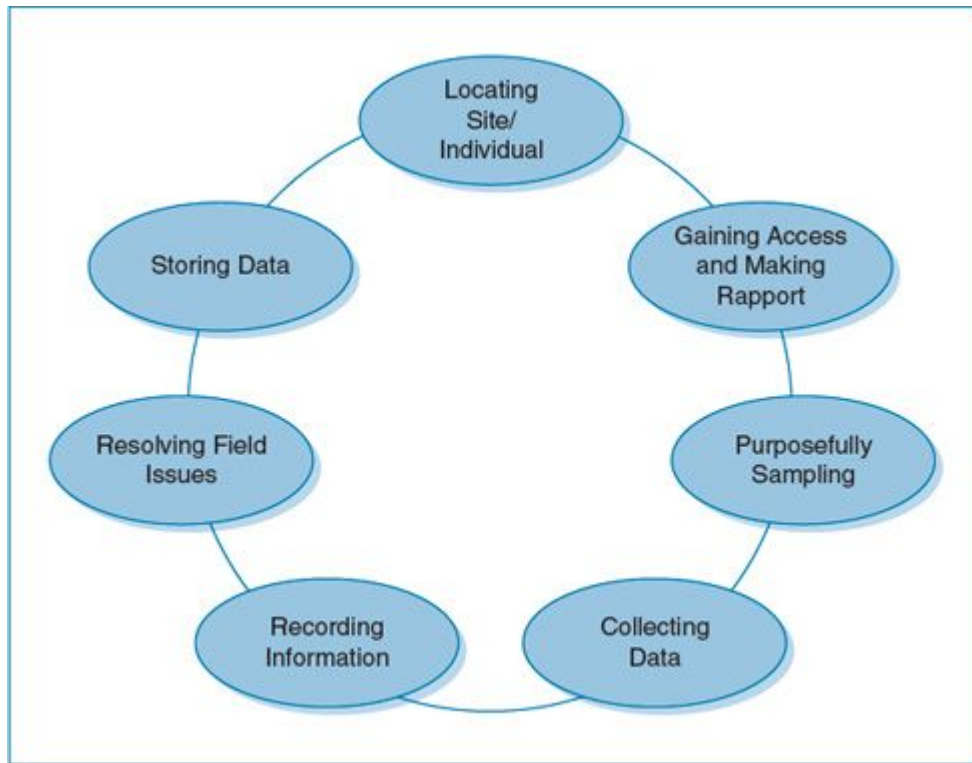 Locating
Site/
Individual
Gaining Access
and Making
Rapport
Purposefully
Sampling
Collecting
Data
Recording
Information
Resolving Field
Issues
Storing Data